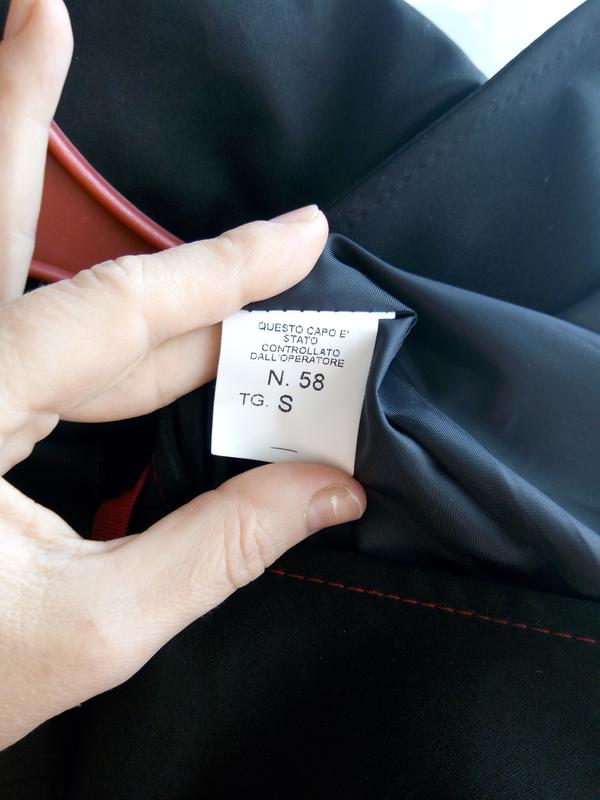 QUESTO CAPO E'
STATO
CONTROLLATO
DALL'OPERATORE
N. 58
TG. S